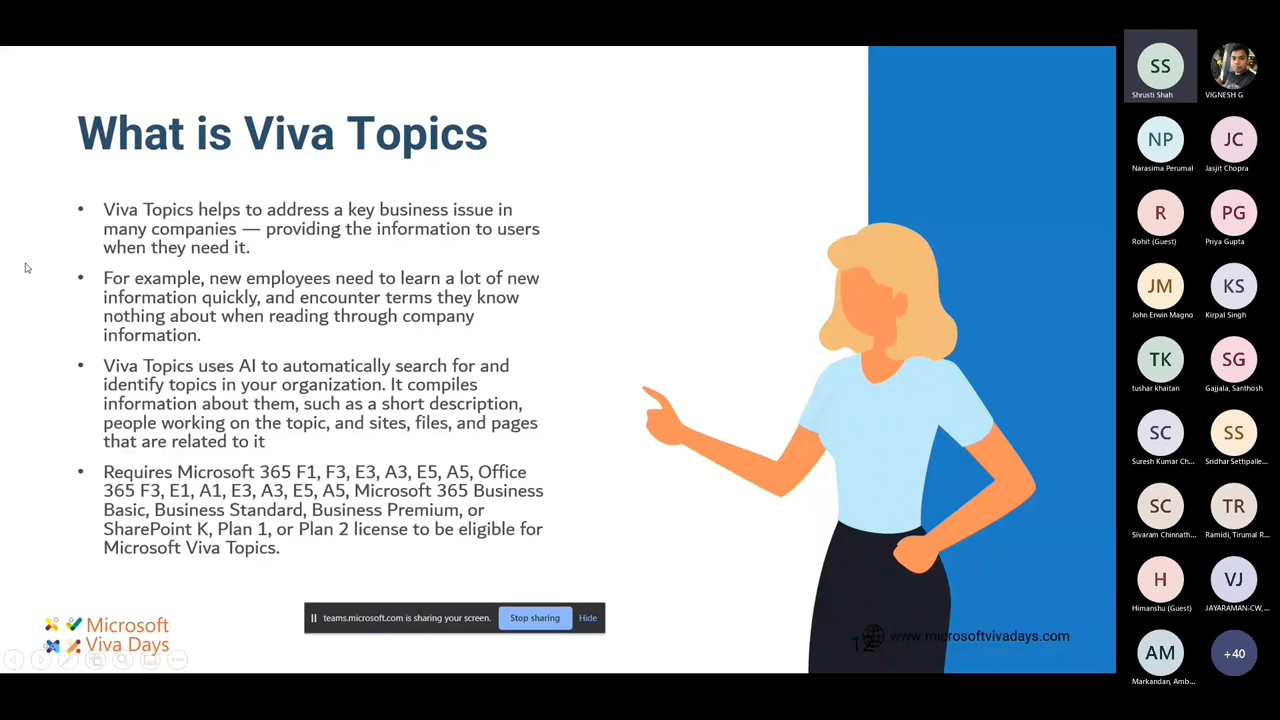 What is Viva Topics
• Viva Topics helps to address a key business issue in
many companies — providing the information to users
when they need it.
• For example, new employees need to learn a lot of new
information quickly, and encounter terms they know
nothing about when reading through company
information.
• Viva Topics uses AI to automatically search for and
identify topics in your organization. It compiles
information about them, such as a short description,
people working on the topic, and sites, files, and pages
that are related to it
• Requires Microsoft 365 F1, F3, E3, A3, E5, A5, Office
365 F3, E1, A1, E3, A3, E5, A5, Microsoft 365 Business
Basic, Business Standard, Business Premium, or
SharePoint K, Plan 1, or Plan 2 license to be eligible for
Microsoft Viva Topics.
teams.microsoft.com is sharing your screen. Stop sharing Hide
Microsoft
Viva Days
12 www.microsoftvivadays.com
SS
Shrusti Shah VIGNESH G
NP JC
Narasima Perumal Jasjit Chopra
R PG
Rohit (Guest) Priya Gupta
JM KS
John Erwin Magno Kirpal Singh
TK SG
tushar khaitan Gajjala, Santhosh
SC SS
Suresh Kumar Ch... Sridhar Settipalle...
SC TR
Sivaram Chinnath... Ramidi, Tirumal R...
H VJ
Himanshu (Guest) JAYARAMAN-CW,...
AM +40
Markandan, Amb...